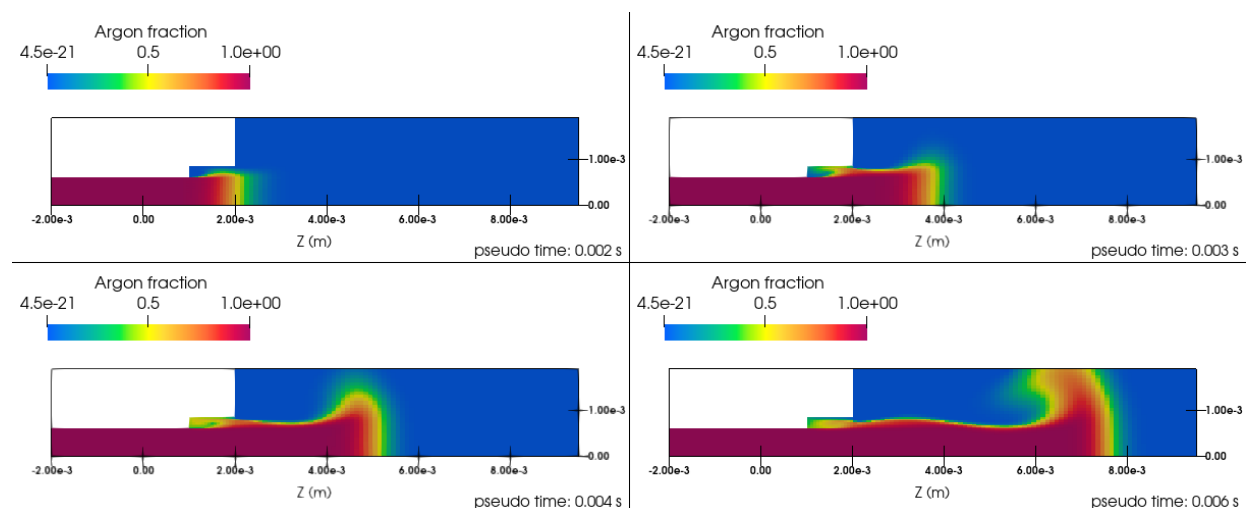 Argon fraction
4.5e-21 0.5 1.0e+00
1.00e-3
0.00
-2.00e-3 0.00 2.00e-3 4.00e-3 6.00e-3 8.00e-3
Z (m)
pseudo time: 0.002 s
Argon fraction
4.5e-21 0.5 1.0e+00
1.00e-3
0.00
-2.00e-3 0.00 2.00e-3 4.00e-3 6.00e-3 8.00e-3
Z (m)
pseudo time: 0.003 s
Argon fraction
4.5e-21 0.5 1.0e+00
1.00e-3
0.00
-2.00e-3 0.00 2.00e-3 4.00e-3 6.00e-3 8.00e-3
Z (m)
pseudo time: 0.004 s
Argon fraction
4.5e-21 0.5 1.0e+00
1.00e-3
0.00
-2.00e-3 0.00 2.00e-3 4.00e-3 6.00e-3 8.00e-3
Z (m)
pseudo time: 0.006 s